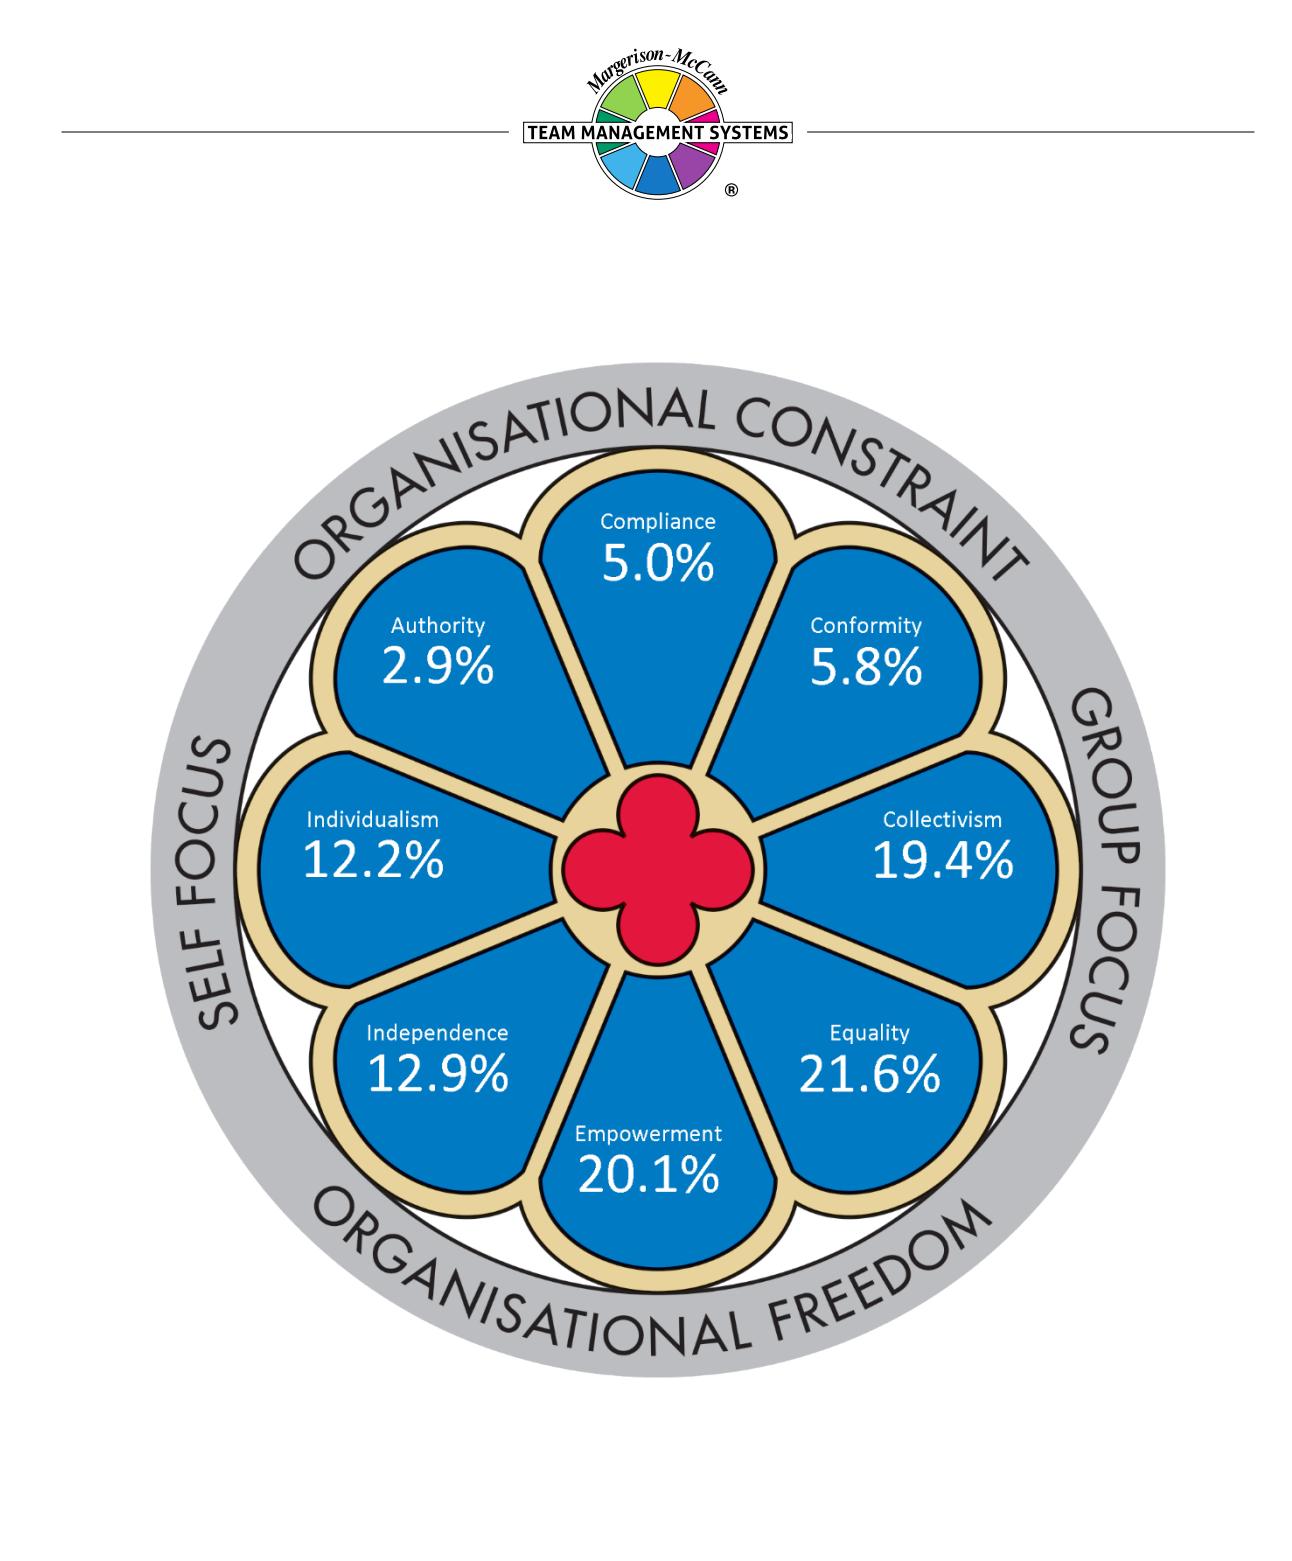 Margerison-McCann
TEAM MANAGEMENT SYSTEMS
®
ORGANISATIONAL CONSTRAINT
Compliance
5.0%
Authority
2.9%
Conformity
5.8%
SELF FOCUS
Individualism
12.2%
Collectivism
19.4%
GROUP FOCUS
Independence
12.9%
Equality
21.6%
Empowerment
20.1%
ORGANISATIONAL FREEDOM